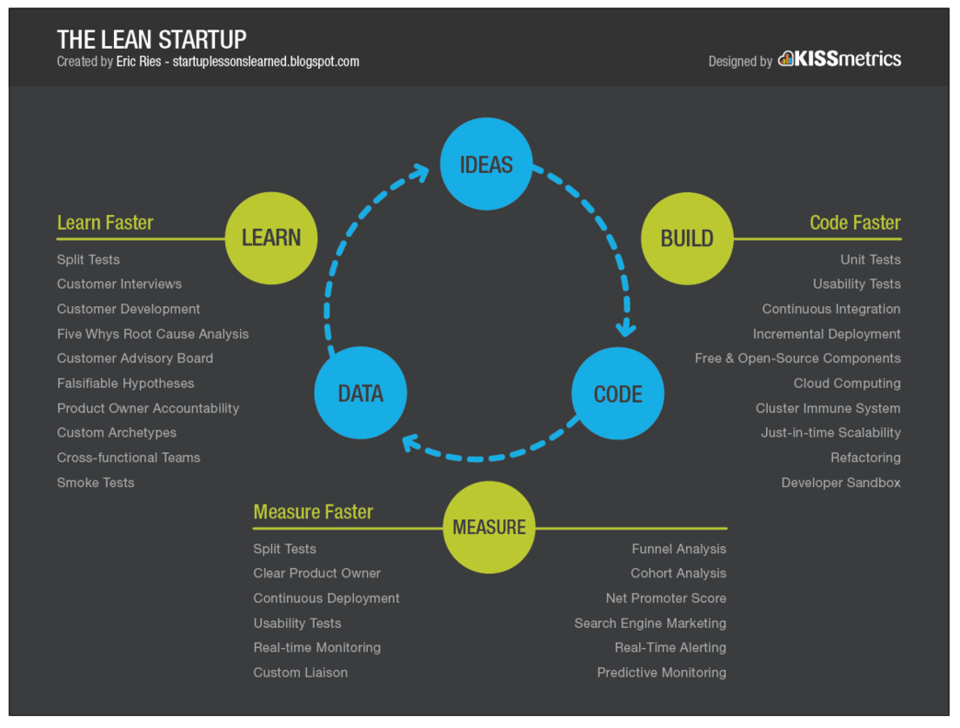 THE LEAN STARTUP
Created by Eric Ries - startuplessonslearned.blogspot.com
Designed by KISSmetrics
IDEAS
LEARN
BUILD
DATA
CODE
MEASURE
Learn Faster
Split Tests
Customer Interviews
Customer Development
Five Whys Root Cause Analysis
Customer Advisory Board
Falsifiable Hypotheses
Product Owner Accountability
Custom Archetypes
Cross-functional Teams
Smoke Tests
Code Faster
Unit Tests
Usability Tests
Continuous Integration
Incremental Deployment
Free & Open-Source Components
Cloud Computing
Cluster Immune System
Just-in-time Scalability
Refactoring
Developer Sandbox
Measure Faster
Split Tests
Clear Product Owner
Continuous Deployment
Usability Tests
Real-time Monitoring
Custom Liaison
Funnel Analysis
Cohort Analysis
Net Promoter Score
Search Engine Marketing
Real-Time Alerting
Predictive Monitoring